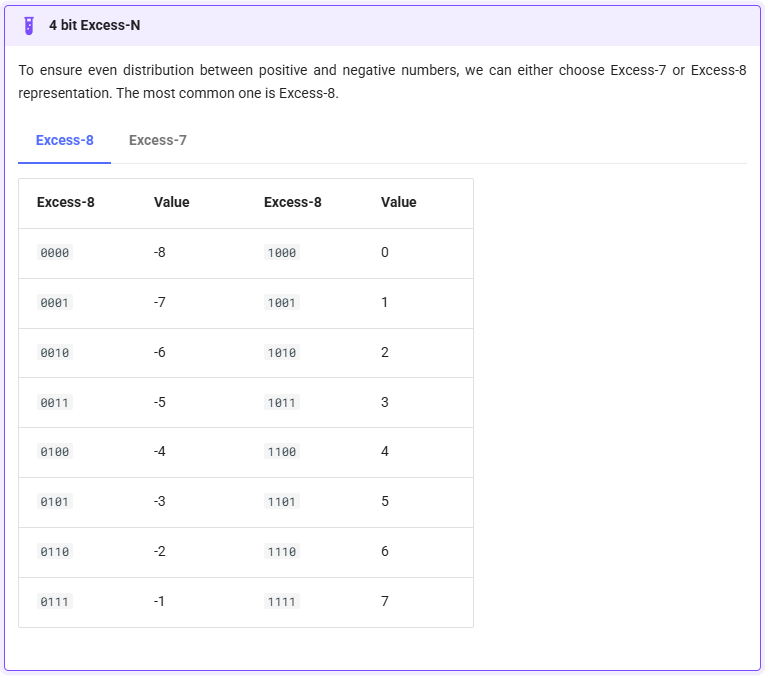 4 bit Excess-N
To ensure even distribution between positive and negative numbers, we can either choose Excess-7 or Excess-8
representation. The most common one is Excess-8.
Excess-8 Excess-7
Excess-8 Value Excess-8 Value
0000 -8 1000 0
0001 -7 1001 1
0010 -6 1010 2
0011 -5 1011 3
0100 -4 1100 4
0101 -3 1101 5
0110 -2 1110 6
0111 -1 1111 7